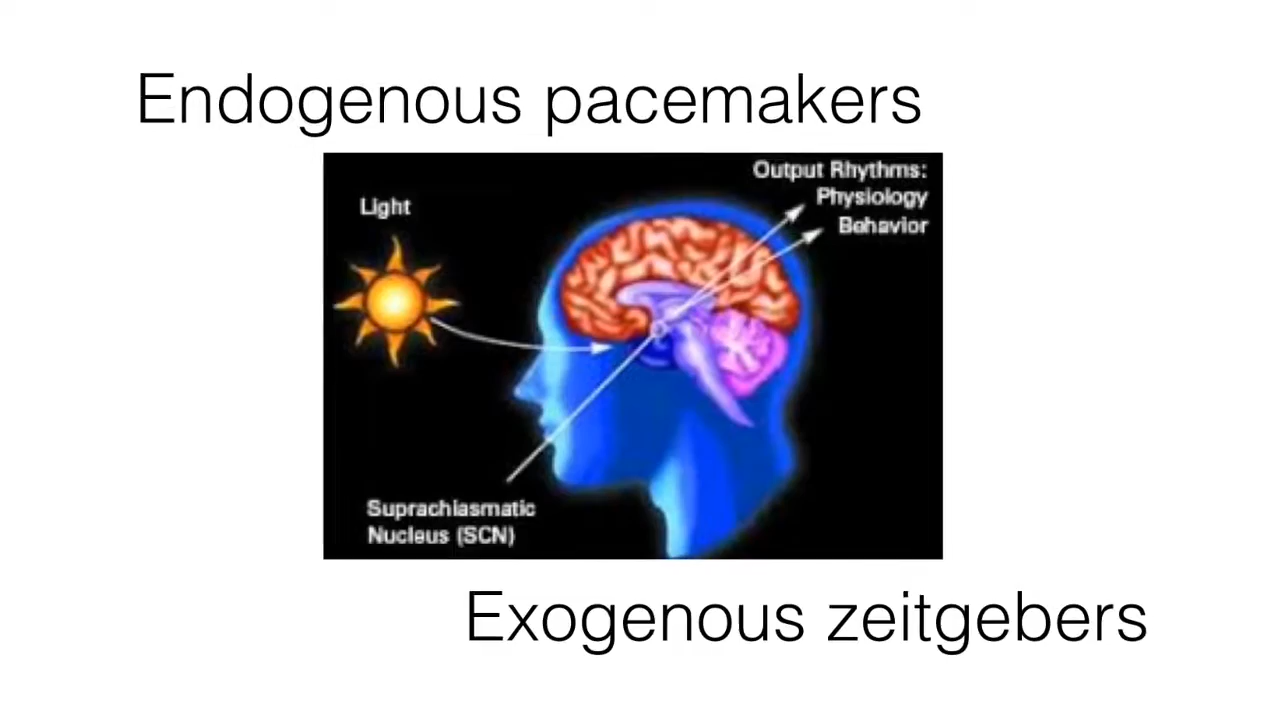 Endogenous pacemakers
Output Rhythms:
Physiology
Behavior
Light
Suprachiasmatic
Nucleus (SCN)
Exogenous zeitgebers